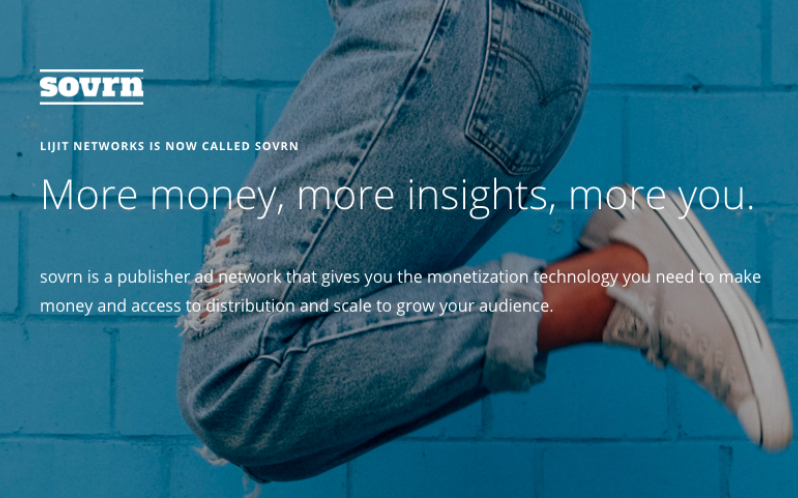 sovrn
LIJIT NETWORKS IS NOW CALLED SOVRN
More money, more insights, more you.
sovrn is a publisher ad network that gives you the monetization technology you need to make
money and access to distribution and scale to grow your audience.